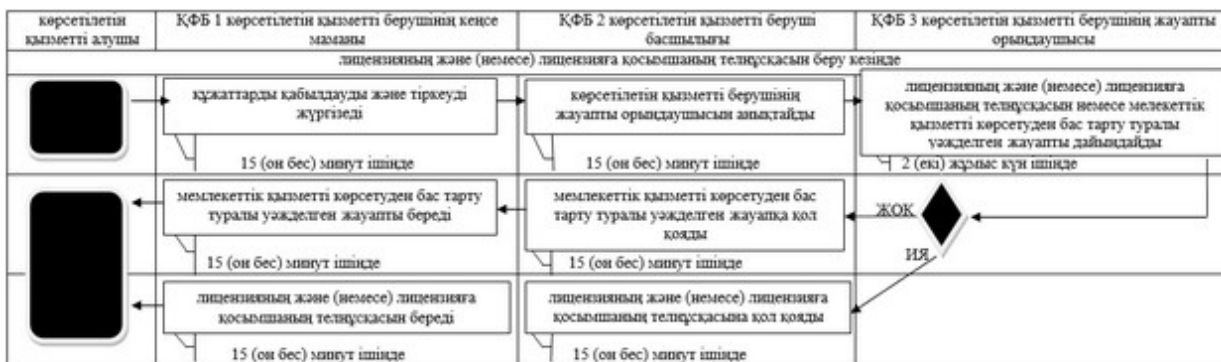 көрсетілетін
қызметті алушы
ҚФБ 1 көрсетілетін қызметті берушінің кеңсе
маманы
ҚФБ 2 көрсетілетін қызметті беруші
басшылығы
ҚФБ 3 көрсетілетін қызметті берушінің жауапты
орындаушысы
лицензияның және (немесе) лицензияға қосымшаның телнұсқасын беру кезінде
құжаттарды қабылдауды және тіркеуді
жүргізеді
15 (он бес) минут ішінде
көрсетілетін қызметті берушінің
жауапты орындаушысын анықтайды
15 (он бес) минут ішінде
лицензияның және (немесе) лицензияға
қосымшаның телнұсқасын немесе мелекеттік
қызметті көрсетуден бас тарту туралы
уәжделген жауапты дайындайды
2 (екі) жұмыс күн ішінде
мемлекеттік қызметті көрсетуден бас тарту
туралы уәжделген жауапты береді
15 (он бес) минут ішінде
мемлекеттік қызметті көрсетуден бас
тарту туралы уәжделген жауапқа қол
қояды
15 (он бес) минут ішінде
ЖОК
ИЯ
лицензияның және (немесе) лицензияға
қосымшаның телнұсқасын береді
15 (он бес) минут ішінде
лицензияның және (немесе) лицензияға
қосымшаның телнұсқасына қол қояды
15 (он бес) минут ішінде